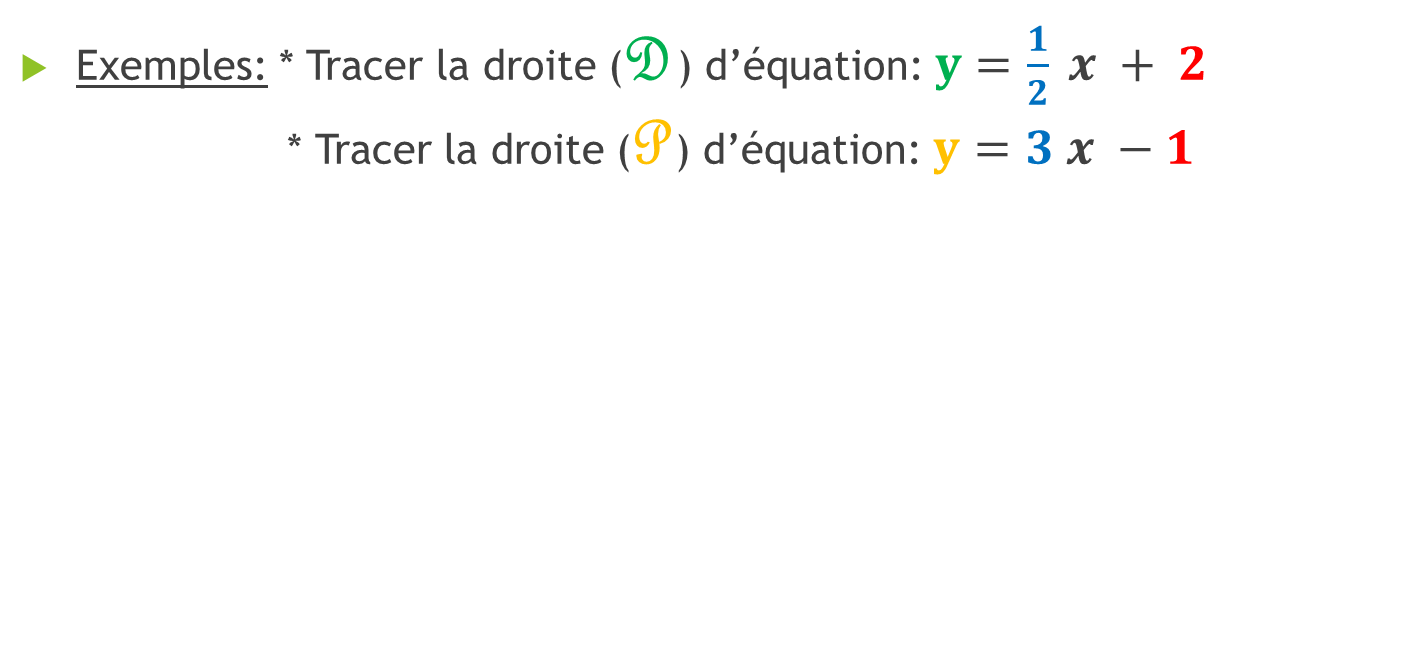 Exemples: * Tracer la droite (𝒟) d’équation: y = 1/2 x + 2
* Tracer la droite (𝒫) d’équation: y = 3 x − 1